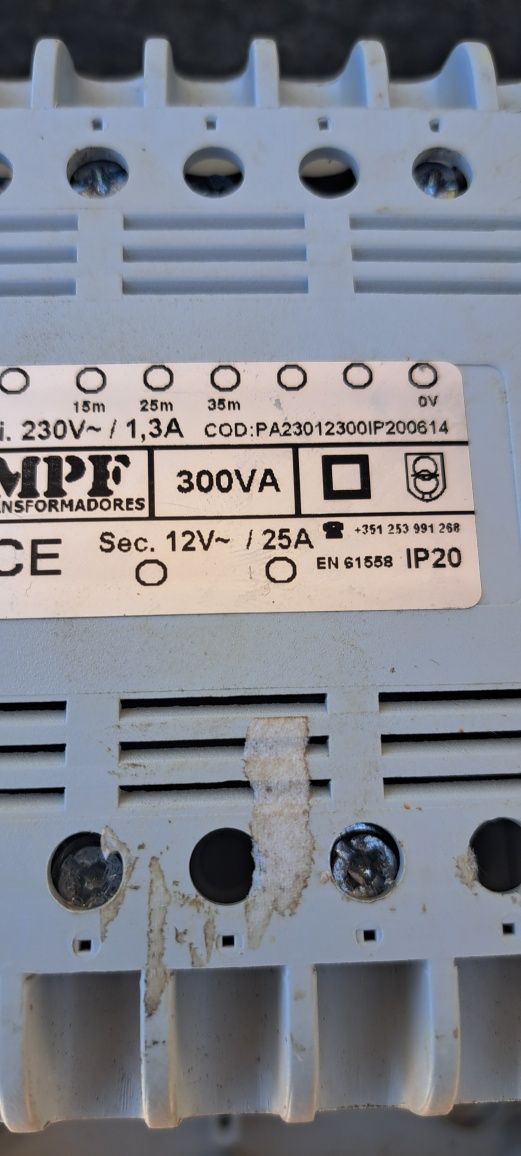 15m 25m 35m 0V
i. 230V~ / 1,3A COD:PA23012300IP200614
MPF
ANSFORMADORES
300VA
CE
Sec. 12V~ / 25A
+351 253 991 268
EN 61558 IP20